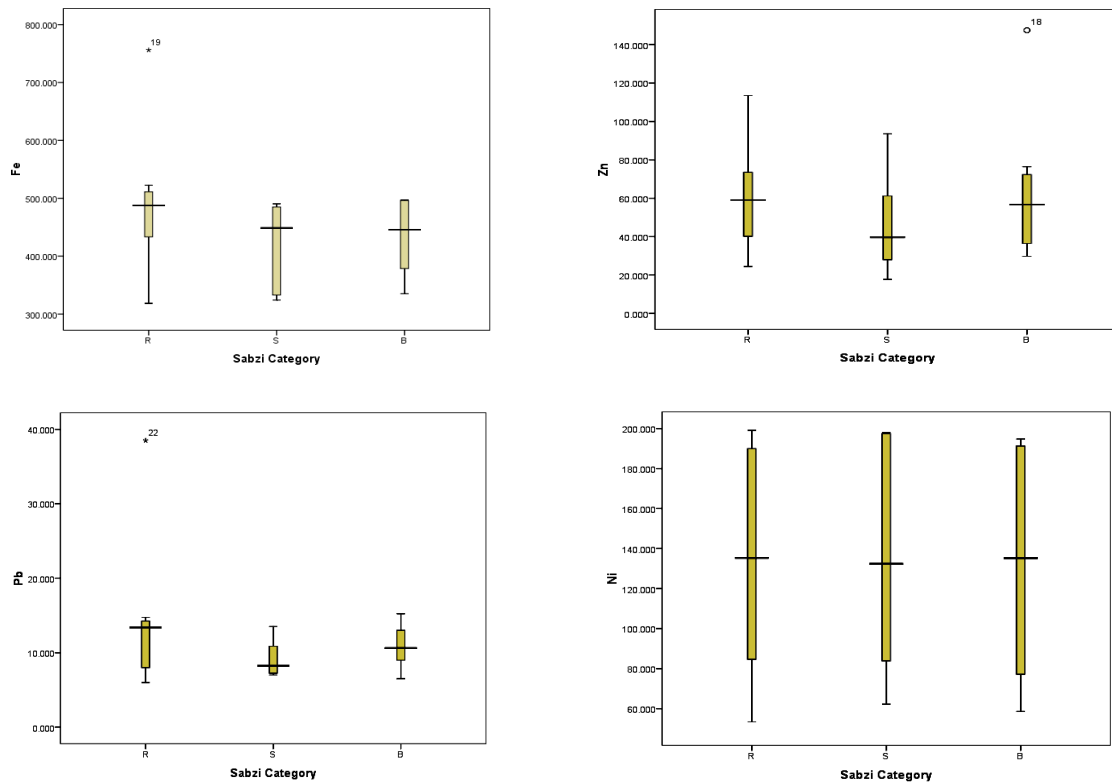 800.000
700.000
600.000
500.000
400.000
300.000
Fe
*19
R
S
B
Sabzi Category
140.000
120.000
100.000
80.000
60.000
40.000
20.000
0.000
Zn
18
R
S
B
Sabzi Category
40.000
30.000
20.000
10.000
0.000
Pb
*22
R
S
B
Sabzi Category
200.000
180.000
160.000
140.000
120.000
100.000
80.000
60.000
Ni
R
S
B
Sabzi Category